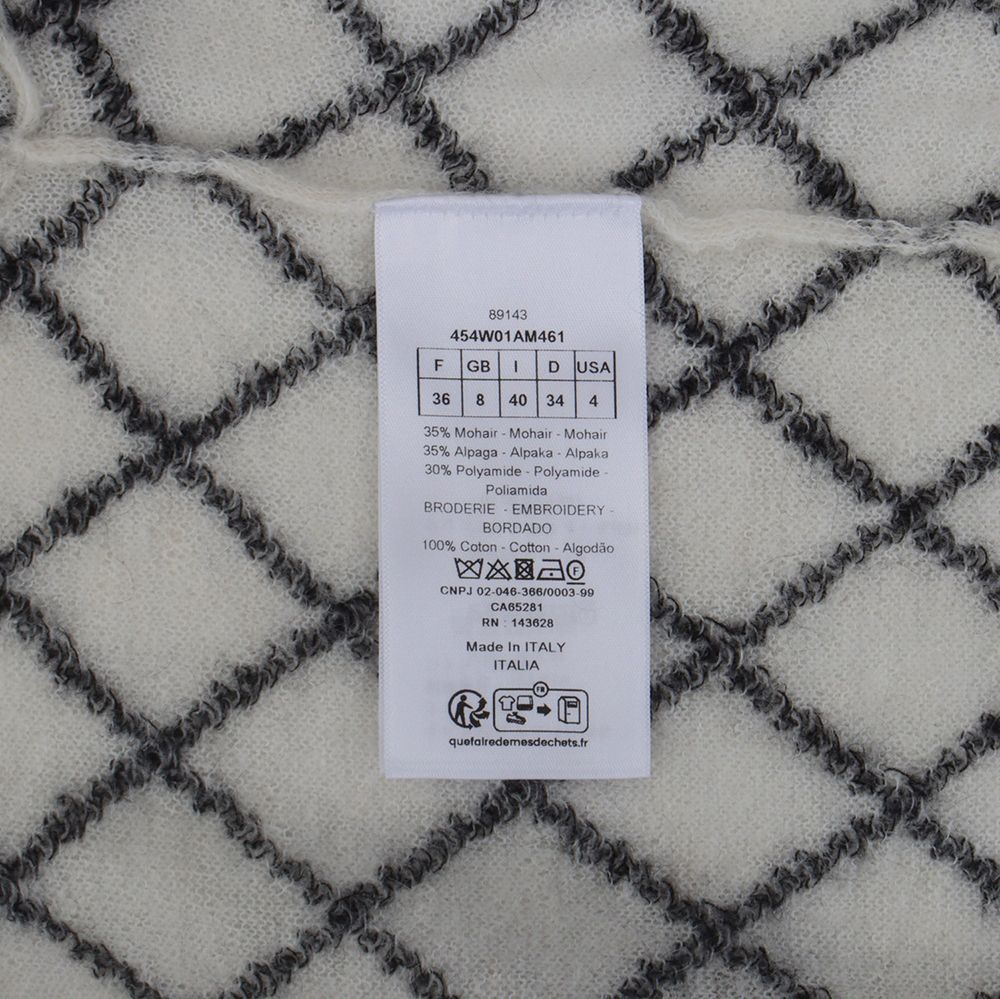 89143
454W01AM461
F GB I D USA
36 8 40 34 4
35% Mohair - Mohair - Mohair
35% Alpaga - Alpaka - Alpaka
30% Polyamide - Polyamide -
Poliamida
BRODERIE - EMBROIDERY -
BORDADO
100% Coton - Cotton - Algodão
F
CNPJ 02-046-366/0003-99
CA65281
RN : 143628
Made In ITALY
ITALIA
FR
quefairedemesdechets.fr